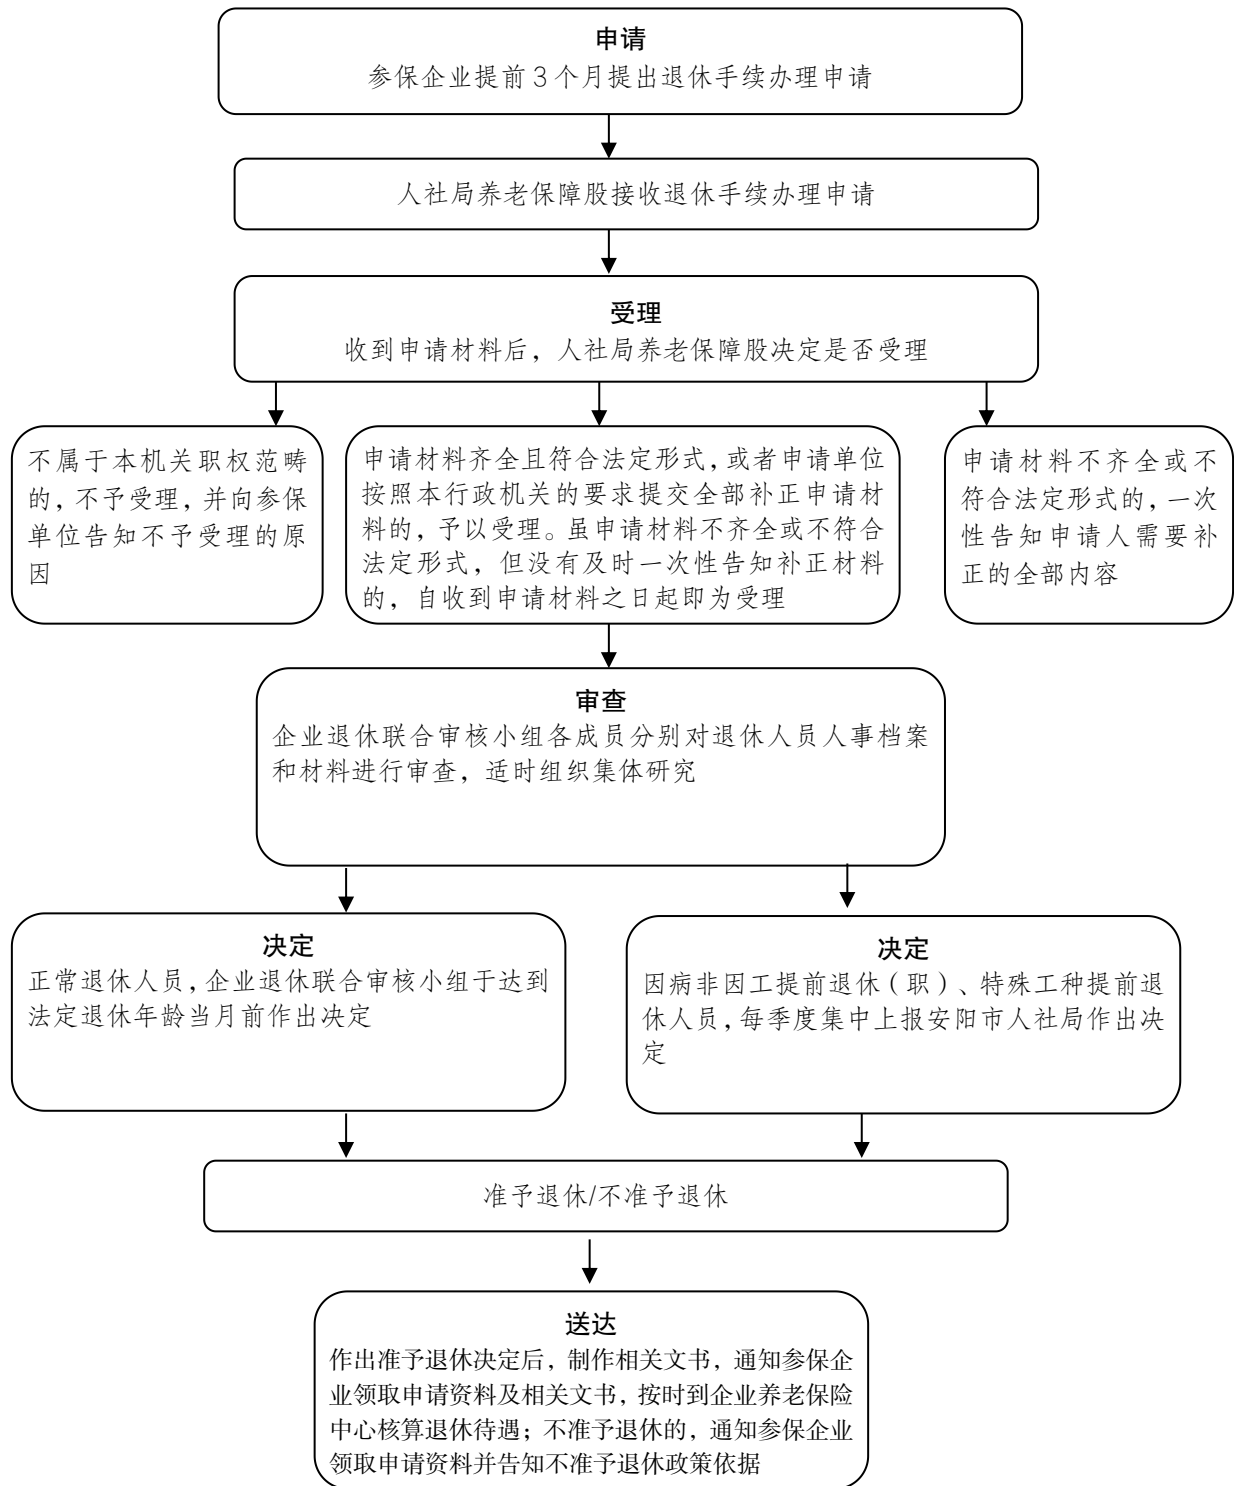 申请
参保企业提前3个月提出退休手续办理申请
人社局养老保障股接收退休手续办理申请
受理
收到申请材料后，人社局养老保障股决定是否受理
不属于本机关职权范畴
的，不予受理，并向参保
单位告知不予受理的原
因
申请材料齐全且符合法定形式，或者申请单位
按照本行政机关的要求提交全部补正申请材
料的，予以受理。虽申请材料不齐全或不符合
法定形式，但没有及时一次性告知补正材料
的，自收到申请材料之日起即为受理
申请材料不齐全或不
符合法定形式的，一次
性告知申请人需要补
正的全部内容
审查
企业退休联合审核小组各成员分别对退休人员人事档案
和材料进行审查，适时组织集体研究
决定
正常退休人员，企业退休联合审核小组于达到
法定退休年龄当月前作出决定
决定
因病非因工提前退休（职）、特殊工种提前退
休人员，每季度集中上报安阳市人社局作出决
定
准予退休/不准予退休
送达
作出准予退休决定后，制作相关文书，通知参保企
业领取申请资料及相关文书，按时到企业养老保险
中心核算退休待遇；不准予退休的，通知参保企业
领取申请资料并告知不准予退休政策依据